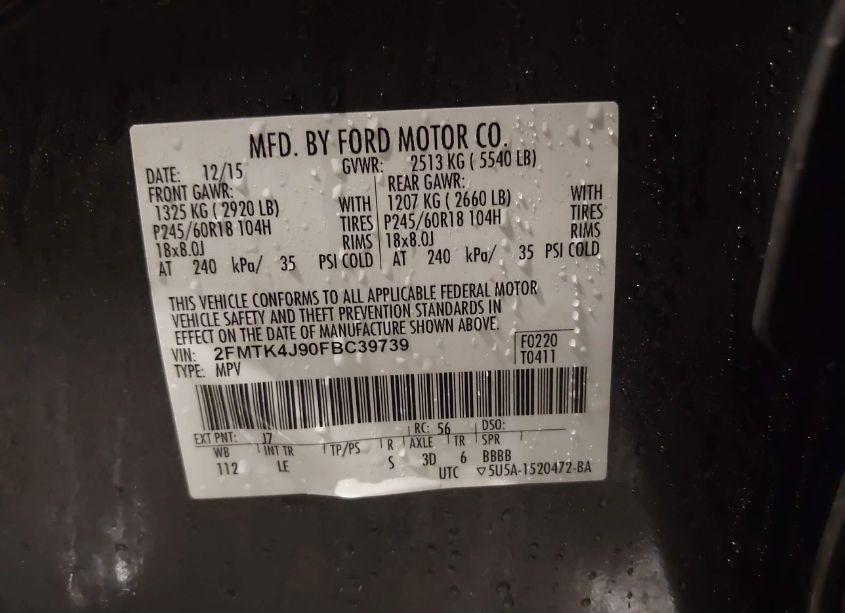 MFD. BY FORD MOTOR CO.
DATE: 12/15 GVWR: 2513 KG ( 5540 LB)
FRONT GAWR: REAR GAWR:
1325 KG ( 2920 LB) WITH 1207 KG ( 2660 LB) WITH
P245/60R18 104H TIRES P245/60R18 104H TIRES
18x8.0J RIMS 18x8.0J RIMS
AT 240 kPa/ 35 PSI COLD AT 240 kPa/ 35 PSI COLD
THIS VEHICLE CONFORMS TO ALL APPLICABLE FEDERAL MOTOR
VEHICLE SAFETY AND THEFT PREVENTION STANDARDS IN
EFFECT ON THE DATE OF MANUFACTURE SHOWN ABOVE.
VIN: 2FMTK4J90FBC39739 F0220
TYPE: MPV T0411
EXT PNT: J7 RC: 56 DSO:
WB INT TR TP/PS R AXLE TR SPR
112 LE S 3D 6 BBBB
UTC ▽5U5A-1520472-BA